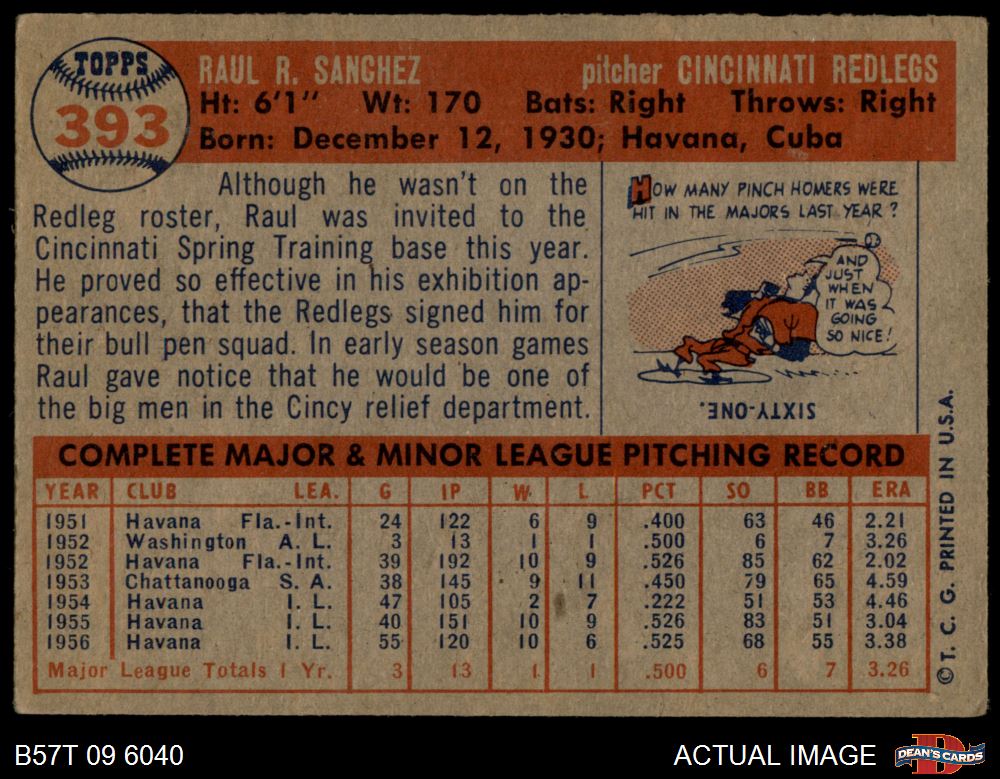 TOPPS
393
RAUL R. SANCHEZ pitcher CINCINNATI REDLEGS
Ht: 6'1" Wt: 170 Bats: Right Throws: Right
Born: December 12, 1930; Havana, Cuba
Although he wasn't on the
Redleg roster, Raul was invited to the
Cincinnati Spring Training base this year.
He proved so effective in his exhibition ap-
pearances, that the Redlegs signed him for
their bull pen squad. In early season games
Raul gave notice that he would be one of
the big men in the Cincy relief department.
HOW MANY PINCH HOMERS WERE
HIT IN THE MAJORS LAST YEAR?
AND
JUST
WHEN
IT WAS
GOING
SO NICE!
SIXTY-ONE.
COMPLETE MAJOR & MINOR LEAGUE PITCHING RECORD
YEAR CLUB LEA. G IP W L PCT SO BB ERA
1951 Havana Fla.-Int. 24 122 6 9 .400 63 46 2.21
1952 Washington A. L. 3 13 1 1 .500 6 7 3.26
1952 Havana Fla.-Int. 39 192 10 9 .526 85 62 2.02
1953 Chattanooga S. A. 38 145 9 11 .450 79 65 4.59
1954 Havana I. L. 47 105 2 7 .222 51 53 4.46
1955 Havana I. L. 40 151 10 9 .526 83 51 3.04
1956 Havana I. L. 55 120 10 6 .525 68 55 3.38
Major League Totals 1 Yr. 3 13 1 1 .500 6 7 3.26
© T. C. G. PRINTED IN U.S.A.
B57T 09 6040 ACTUAL IMAGE
DEAN'S CARDS